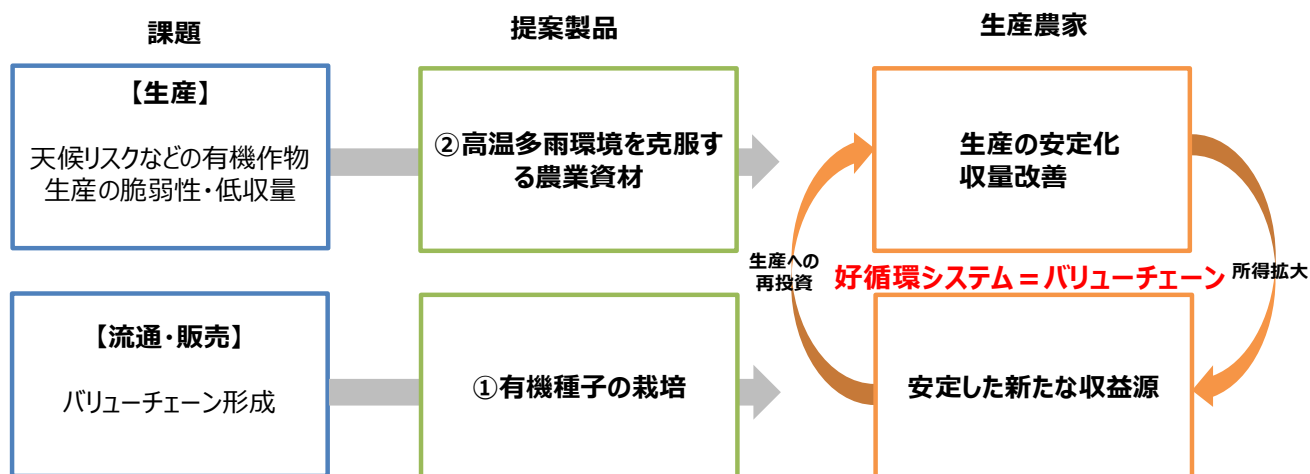 課題
提案製品
生産農家
【生産】
天候リスクなどの有機作物
生産の脆弱性・低収量
②高温多雨環境を克服す
る農業資材
生産の安定化
収量改善
生産への
再投資
好循環システム＝バリューチェーン
所得拡大
【流通・販売】
バリューチェーン形成
①有機種子の栽培
安定した新たな収益源